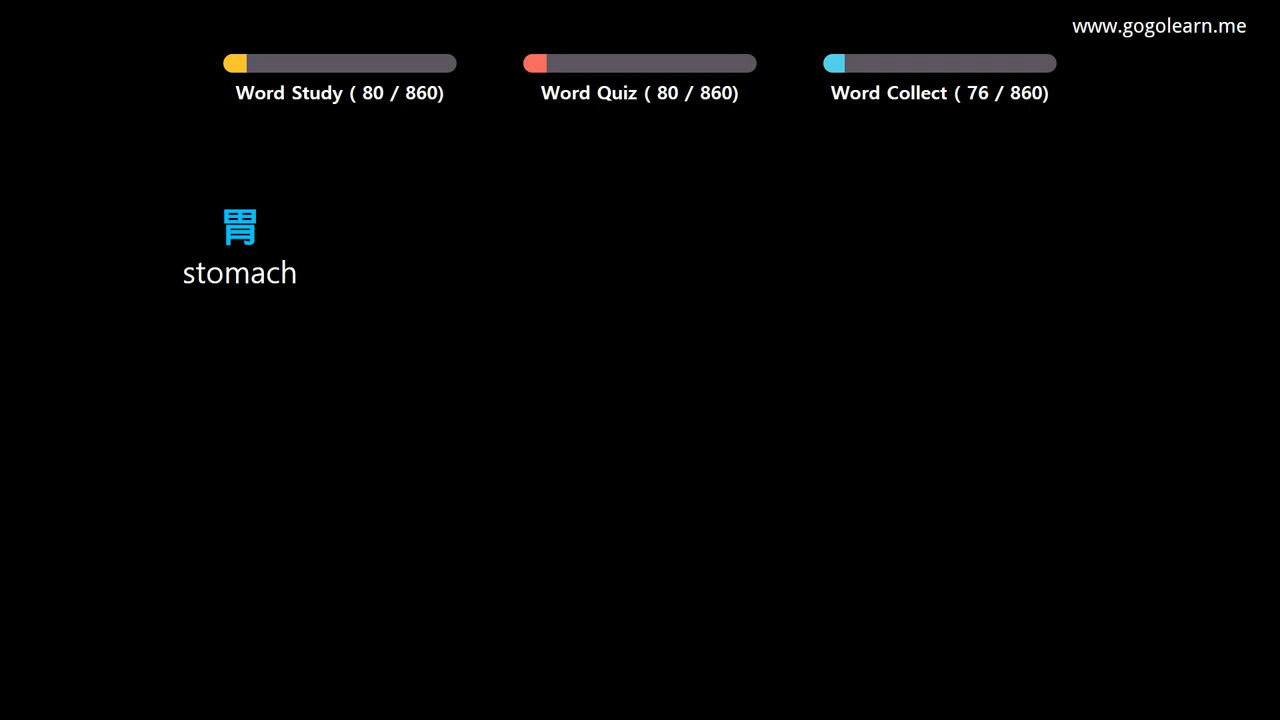 www.gogolearn.me
Word Study ( 80 / 860)
Word Quiz ( 80 / 860)
Word Collect ( 76 / 860)
胃
stomach